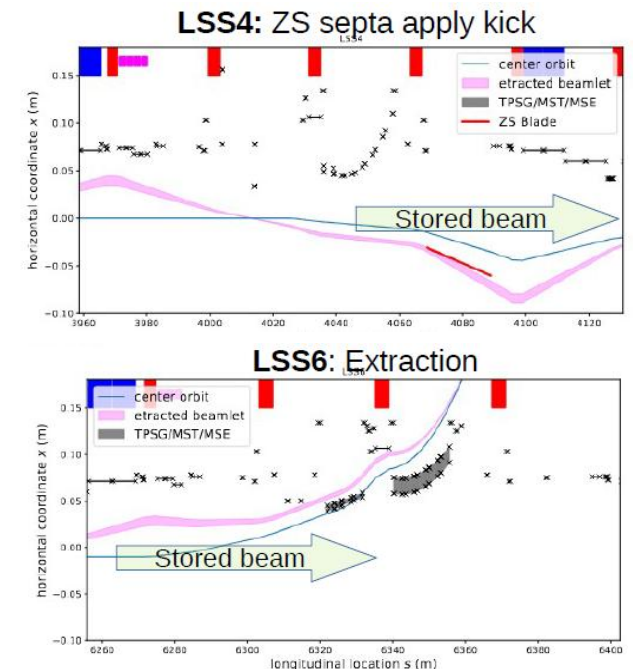 LSS4: ZS septa apply kick
LSS4
center orbit
etracted beamlet
TPSG/MST/MSE
ZS Blade
Stored beam
horizontal coordinate x (m)
0.15
0.10
0.05
0.00
−0.05
−0.10
3960
3980
4000
4020
4040
4060
4080
4100
4120
LSS6: Extraction
center orbit
etracted beamlet
TPSG/MST/MSE
Stored beam
horizontal coordinate x (m)
0.15
0.10
0.05
0.00
−0.05
−0.10
6260
6280
6300
6320
6340
6360
6380
6400
longitudinal location s (m)